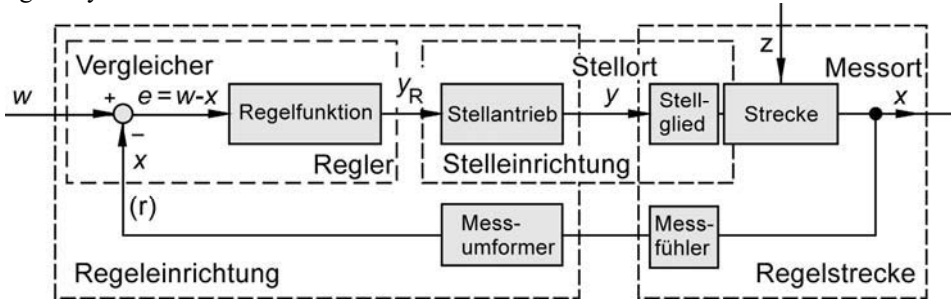 z
Vergleicher
Stellort
Messort
w
+
e = w-x
y_R
y
x
Regelfunktion
Stellantrieb
Stell-
glied
Strecke
–
x
Regler
Stelleinrichtung
(r)
Mess-
umformer
Mess-
fühler
Regeleinrichtung
Regelstrecke